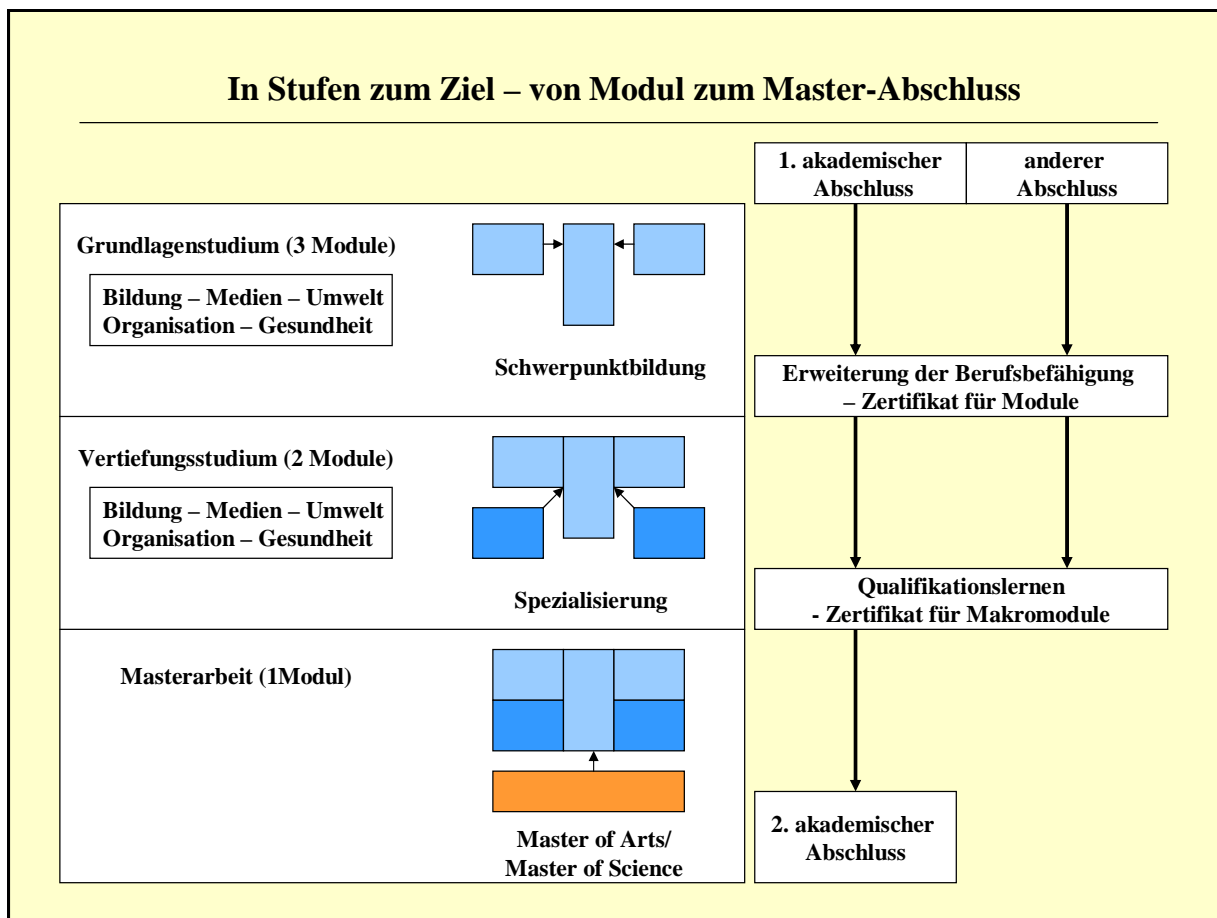 In Stufen zum Ziel – von Modul zum Master-Abschluss
1. akademischer
Abschluss
anderer
Abschluss
Grundlagenstudium (3 Module)
Bildung – Medien – Umwelt
Organisation – Gesundheit
Schwerpunktbildung
Erweiterung der Berufsbefähigung
– Zertifikat für Module
Vertiefungsstudium (2 Module)
Bildung – Medien – Umwelt
Organisation – Gesundheit
Spezialisierung
Qualifikationslernen
- Zertifikat für Makromodule
Masterarbeit (1Modul)
Master of Arts/
Master of Science
2. akademischer
Abschluss